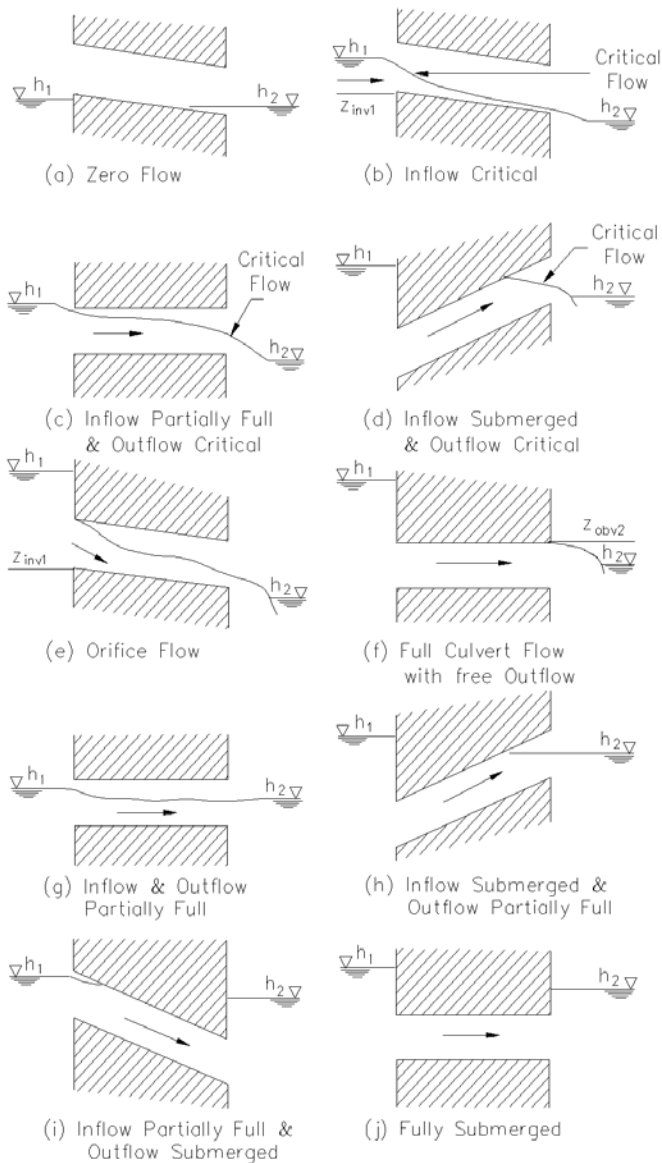 h1
h2
(a) Zero Flow
h1
Critical
Flow
Zinv1
h2
(b) Inflow Critical
h1
Critical
Flow
h2
(c) Inflow Partially Full
& Outflow Critical
h1
Critical
Flow
h2
(d) Inflow Submerged
& Outflow Critical
h1
Zinv1
h2
(e) Orifice Flow
h1
Zobv2
h2
(f) Full Culvert Flow
with free Outflow
h1
h2
(g) Inflow & Outflow
Partially Full
h1
h2
(h) Inflow Submerged &
Outflow Partially Full
h1
h2
(i) Inflow Partially Full &
Outflow Submerged
h1
h2
(j) Fully Submerged